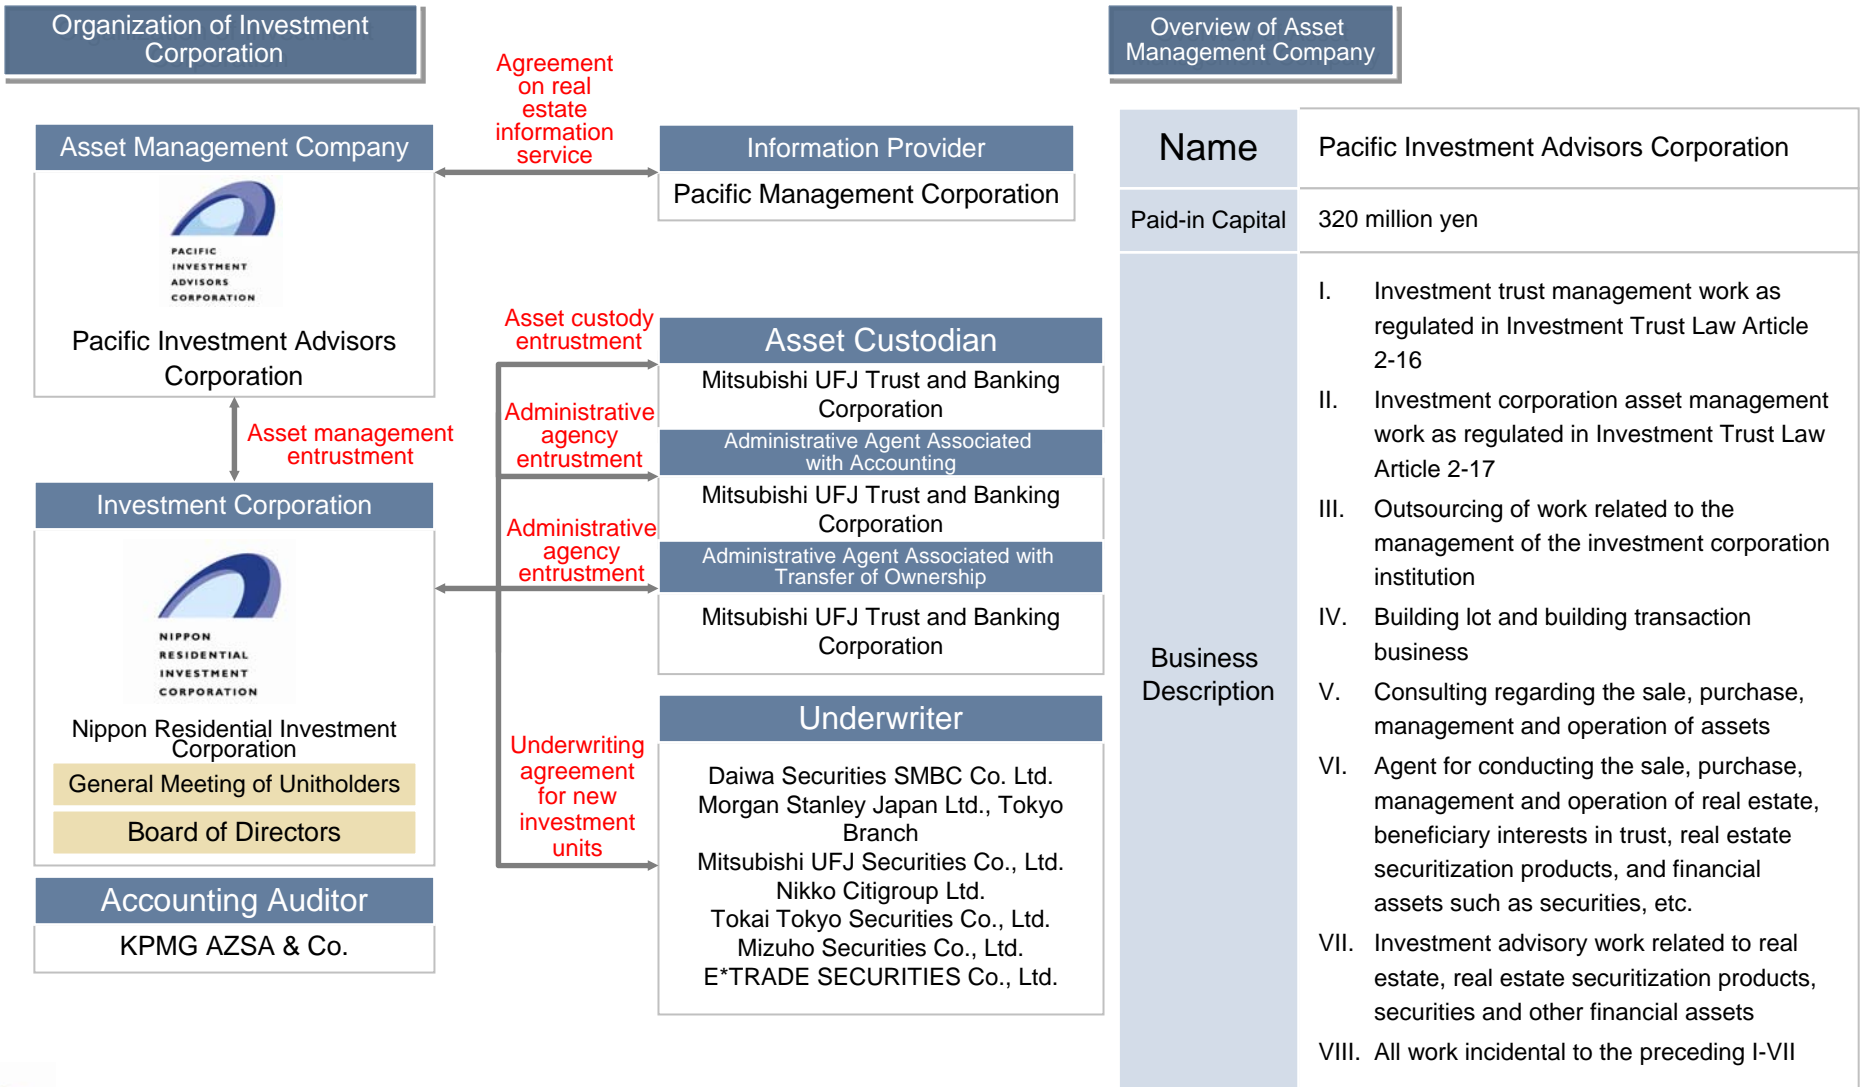 Organization of Investment
Corporation
Agreement
on real
estate
information
service
Asset Management Company
PACIFIC
INVESTMENT
ADVISORS
CORPORATION
Pacific Investment Advisors
Corporation
Information Provider
Pacific Management Corporation
Asset management
entrustment
Investment Corporation
NIPPON
RESIDENTIAL
INVESTMENT
CORPORATION
Nippon Residential Investment
Corporation
General Meeting of Unitholders
Board of Directors
Accounting Auditor
KPMG AZSA & Co.
Asset custody
entrustment
Administrative
agency
entrustment
Administrative
agency
entrustment
Underwriting
agreement
for new
investment
units
Asset Custodian
Mitsubishi UFJ Trust and Banking
Corporation
Administrative Agent Associated
with Accounting
Mitsubishi UFJ Trust and Banking
Corporation
Administrative Agent Associated with
Transfer of Ownership
Mitsubishi UFJ Trust and Banking
Corporation
Underwriter
Daiwa Securities SMBC Co. Ltd.
Morgan Stanley Japan Ltd., Tokyo
Branch
Mitsubishi UFJ Securities Co., Ltd.
Nikko Citigroup Ltd.
Tokai Tokyo Securities Co., Ltd.
Mizuho Securities Co., Ltd.
E*TRADE SECURITIES Co., Ltd.
Overview of Asset
Management Company
Name
Pacific Investment Advisors Corporation
Paid-in Capital
320 million yen
Business
Description
I. Investment trust management work as
regulated in Investment Trust Law Article
2-16
II. Investment corporation asset management
work as regulated in Investment Trust Law
Article 2-17
III. Outsourcing of work related to the
management of the investment corporation
institution
IV. Building lot and building transaction
business
V. Consulting regarding the sale, purchase,
management and operation of assets
VI. Agent for conducting the sale, purchase,
management and operation of real estate,
beneficiary interests in trust, real estate
securitization products, and financial
assets such as securities, etc.
VII. Investment advisory work related to real
estate, real estate securitization products,
securities and other financial assets
VIII. All work incidental to the preceding I-VII